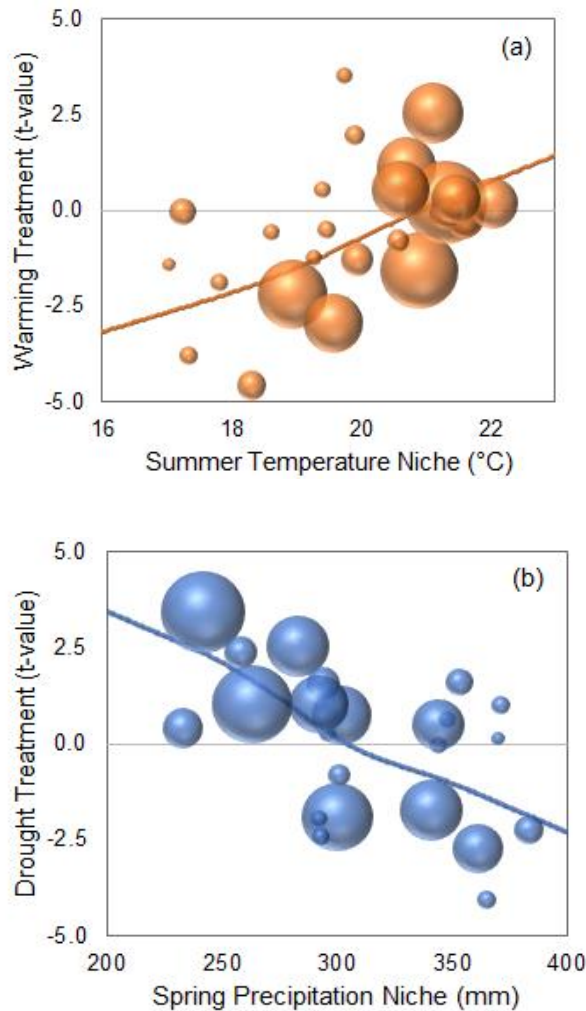 (a)
Warming Treatment (t-value)
5.0
2.5
0.0
-2.5
-5.0
16 18 20 22
Summer Temperature Niche (°C)
(b)
Drought Treatment (t-value)
5.0
2.5
0.0
-2.5
-5.0
200 250 300 350 400
Spring Precipitation Niche (mm)